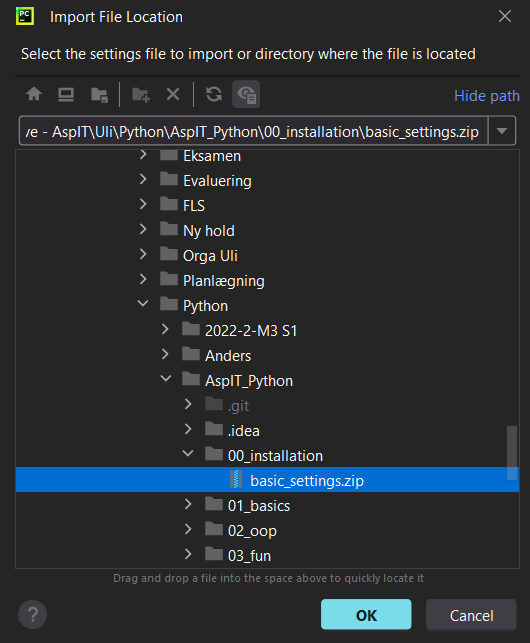 PC
Import File Location
Select the settings file to import or directory where the file is located
Hide path
ve - AspIT\Uli\Python\AspIT_Python\00_installation\basic_settings.zip
Eksamen
Evaluering
FLS
Ny hold
Orga Uli
Planlægning
Python
2022-2-M3 S1
Anders
AspIT_Python
.git
.idea
00_installation
basic_settings.zip
01_basics
02_oop
03_fun
Drag and drop a file into the space above to quickly locate it
?
OK
Cancel